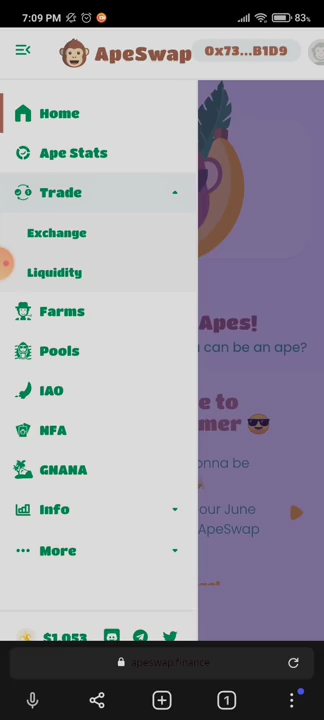 7:09 PM
83%
ApeSwap
0x73...B1D9
Home
Ape Stats
Trade
Exchange
Liquidity
Apes!
Farms
can be an ape?
Pools
IAO
e to
mer 😎
NFA
GNANA
onna be
Info
our June
ApeSwap
More
$1.053
apeswap.finance
1